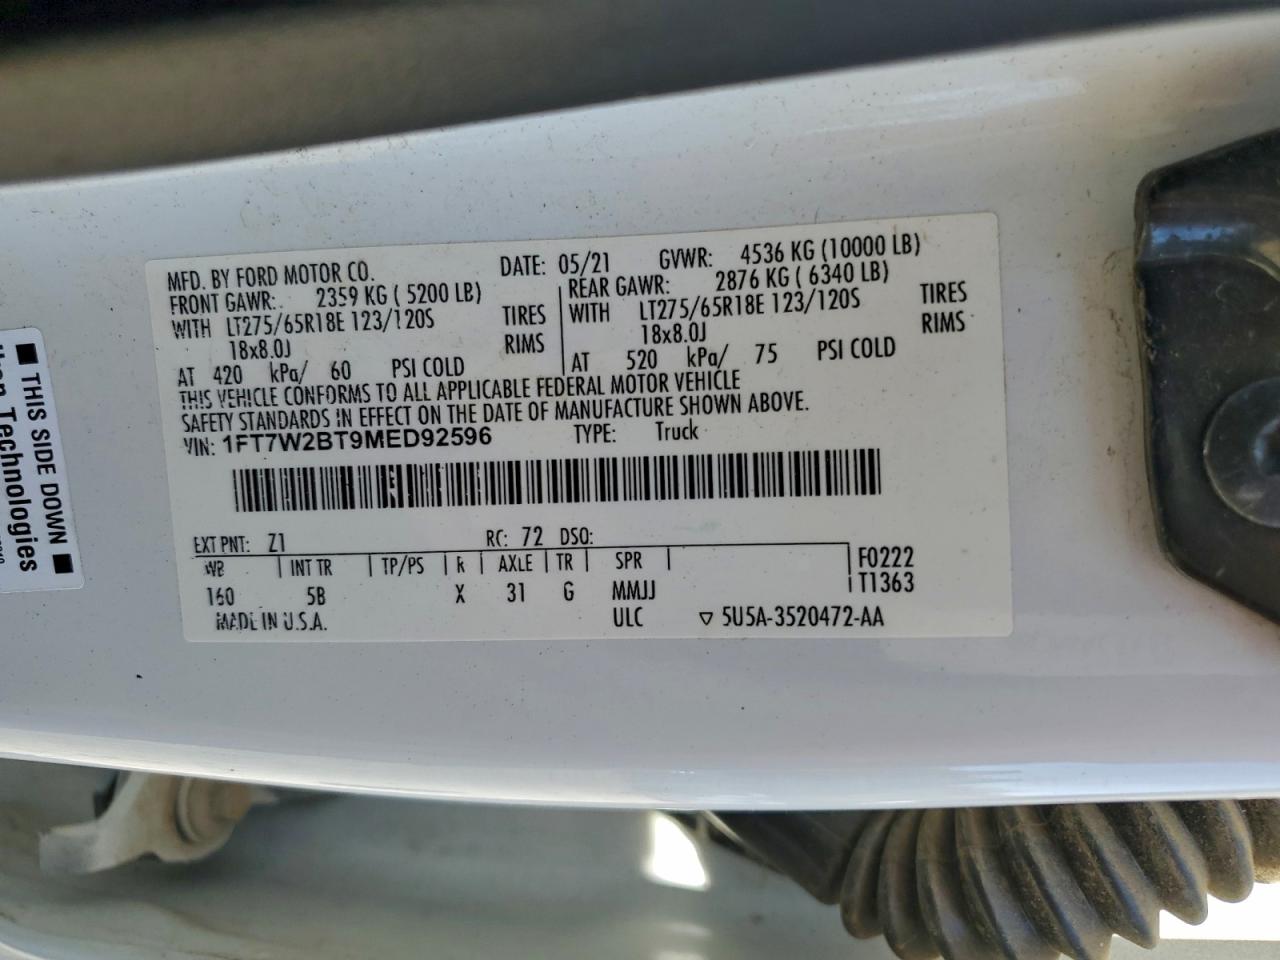 MFD. BY FORD MOTOR CO. DATE: 05/21 GVWR: 4536 KG (10000 LB)
FRONT GAWR: 2359 KG ( 5200 LB) REAR GAWR: 2876 KG ( 6340 LB)
WITH LT275/65R18E 123/120S TIRES WITH LT275/65R18E 123/120S TIRES
18x8.0J RIMS 18x8.0J RIMS
AT 420 kPa/ 60 PSI COLD AT 520 kPa/ 75 PSI COLD
THIS VEHICLE CONFORMS TO ALL APPLICABLE FEDERAL MOTOR VEHICLE
SAFETY STANDARDS IN EFFECT ON THE DATE OF MANUFACTURE SHOWN ABOVE.
VIN: 1FT7W2BT9MED92596 TYPE: Truck
EXT PNT: Z1 RC: 72 DSO:
WB INT TR TP/PS R AXLE TR SPR F0222
160 5B X 31 G MMJJ T1363
MADE IN U.S.A. ULC ▽ 5U5A-3520472-AA
■ THIS SIDE DOWN ■
Technologies